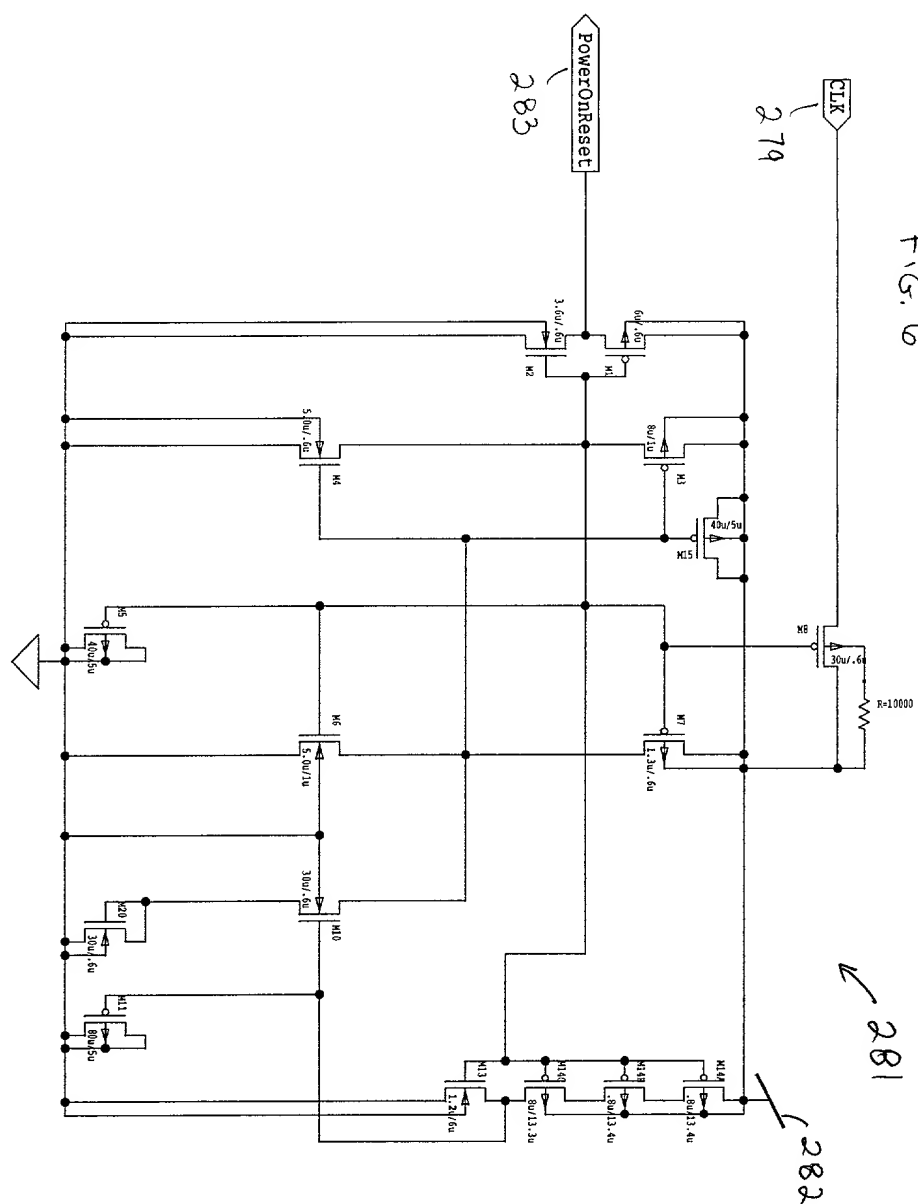 FIG. 6
281
282
CLK
279
R=10000
M8
30u/.6u
PowerOnReset
283
6u/.6u
M1
3.6u/.6u
M2
8u/1u
M3
5.0u/.6u
M4
40u/5u
M15
M5
40u/5u
M7
1.3u/.6u
M6
5.0u/1u
30u/.6u
M10
M20
30u/.6u
M11
80u/5u
M14A
.8u/13.4u
M14B
.8u/13.4u
M14C
.8u/13.3u
M13
1.2u/6u